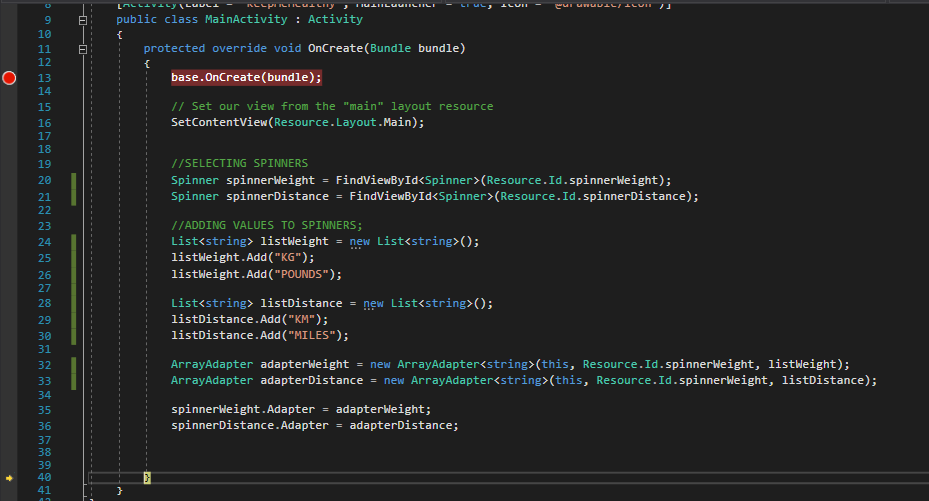 8 [Activity(Label = "KeepMeHealthy", MainLauncher = true, Icon = "@drawable/icon")]
9 public class MainActivity : Activity
10 {
11 protected override void OnCreate(Bundle bundle)
12 {
13 base.OnCreate(bundle);
14
15 // Set our view from the "main" layout resource
16 SetContentView(Resource.Layout.Main);
17
18
19 //SELECTING SPINNERS
20 Spinner spinnerWeight = FindViewById<Spinner>(Resource.Id.spinnerWeight);
21 Spinner spinnerDistance = FindViewById<Spinner>(Resource.Id.spinnerDistance);
22
23 //ADDING VALUES TO SPINNERS;
24 List<string> listWeight = new List<string>();
25 listWeight.Add("KG");
26 listWeight.Add("POUNDS");
27
28 List<string> listDistance = new List<string>();
29 listDistance.Add("KM");
30 listDistance.Add("MILES");
31
32 ArrayAdapter adapterWeight = new ArrayAdapter<string>(this, Resource.Id.spinnerWeight, listWeight);
33 ArrayAdapter adapterDistance = new ArrayAdapter<string>(this, Resource.Id.spinnerWeight, listDistance);
34
35 spinnerWeight.Adapter = adapterWeight;
36 spinnerDistance.Adapter = adapterDistance;
37
38
39
40 }
41 }